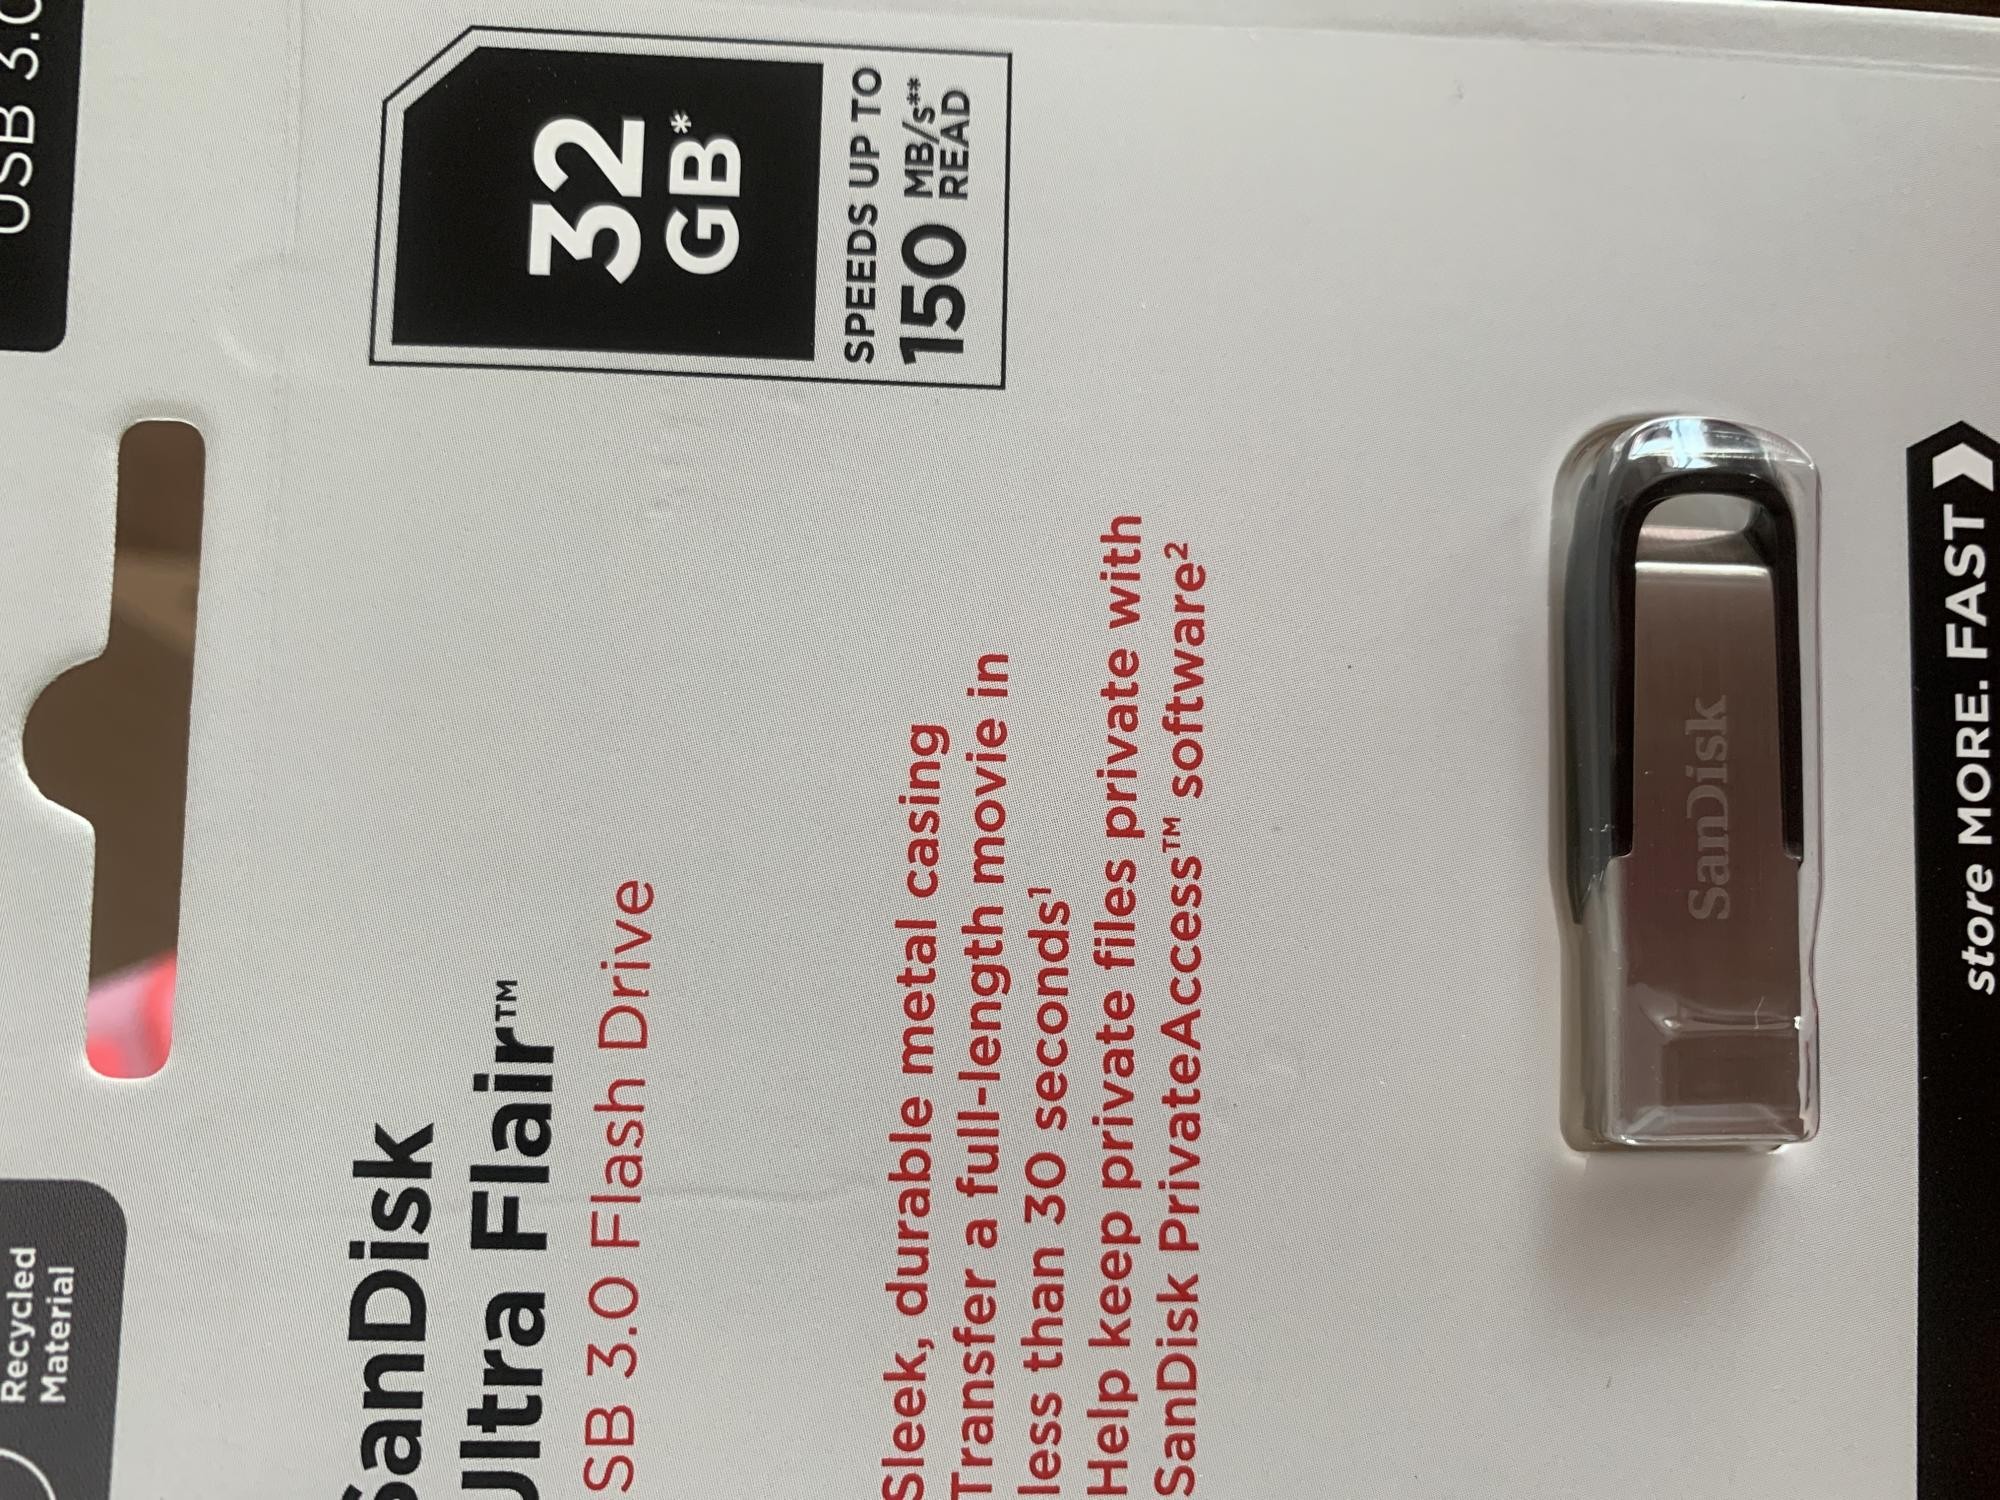 Recycled
Material
USB 3.0
SanDisk
Ultra Flair™
SB 3.0 Flash Drive
32
GB*
SPEEDS UP TO
150 MB/s**
READ
Sleek, durable metal casing
Transfer a full-length movie in
less than 30 seconds¹
Help keep private files private with
SanDisk PrivateAccess™ software²
SanDisk
store MORE. FAST